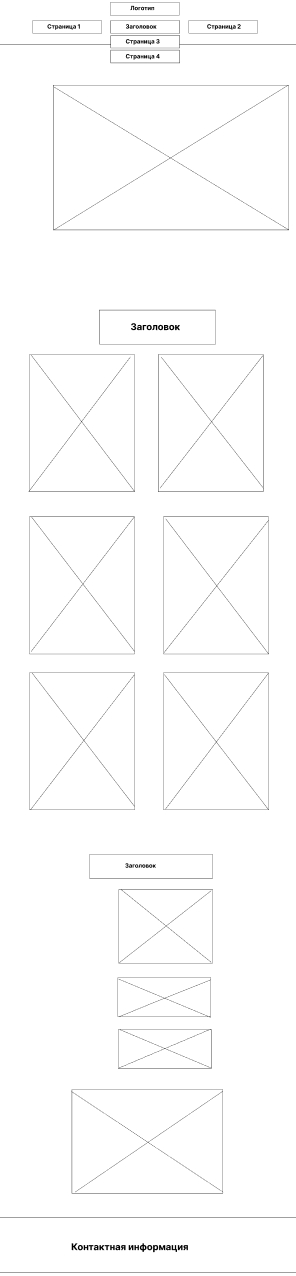 Логотип
Страница 1
Заголовок
Страница 2
Страница 3
Страница 4
Заголовок
Заголовок
Контактная информация